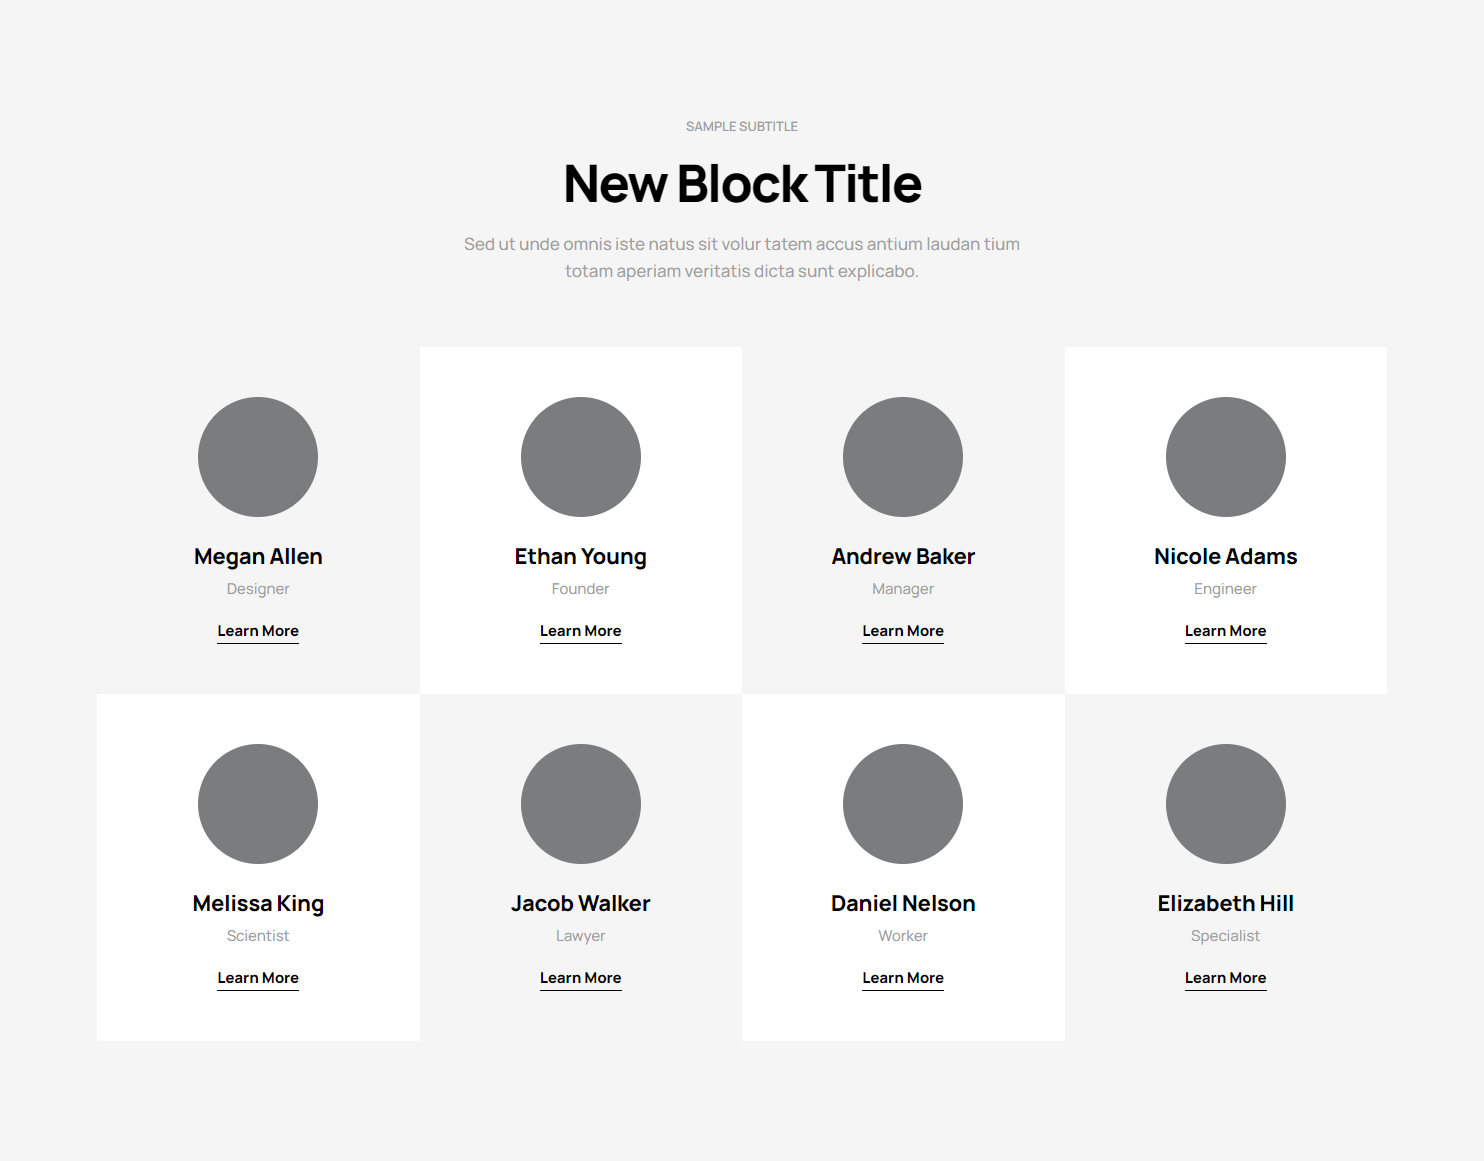 SAMPLE SUBTITLE
New Block Title
Sed ut unde omnis iste natus sit volur tatem accus antium laudan tium
totam aperiam veritatis dicta sunt explicabo.
Megan Allen
Designer
Learn More
Ethan Young
Founder
Learn More
Andrew Baker
Manager
Learn More
Nicole Adams
Engineer
Learn More
Melissa King
Scientist
Learn More
Jacob Walker
Lawyer
Learn More
Daniel Nelson
Worker
Learn More
Elizabeth Hill
Specialist
Learn More